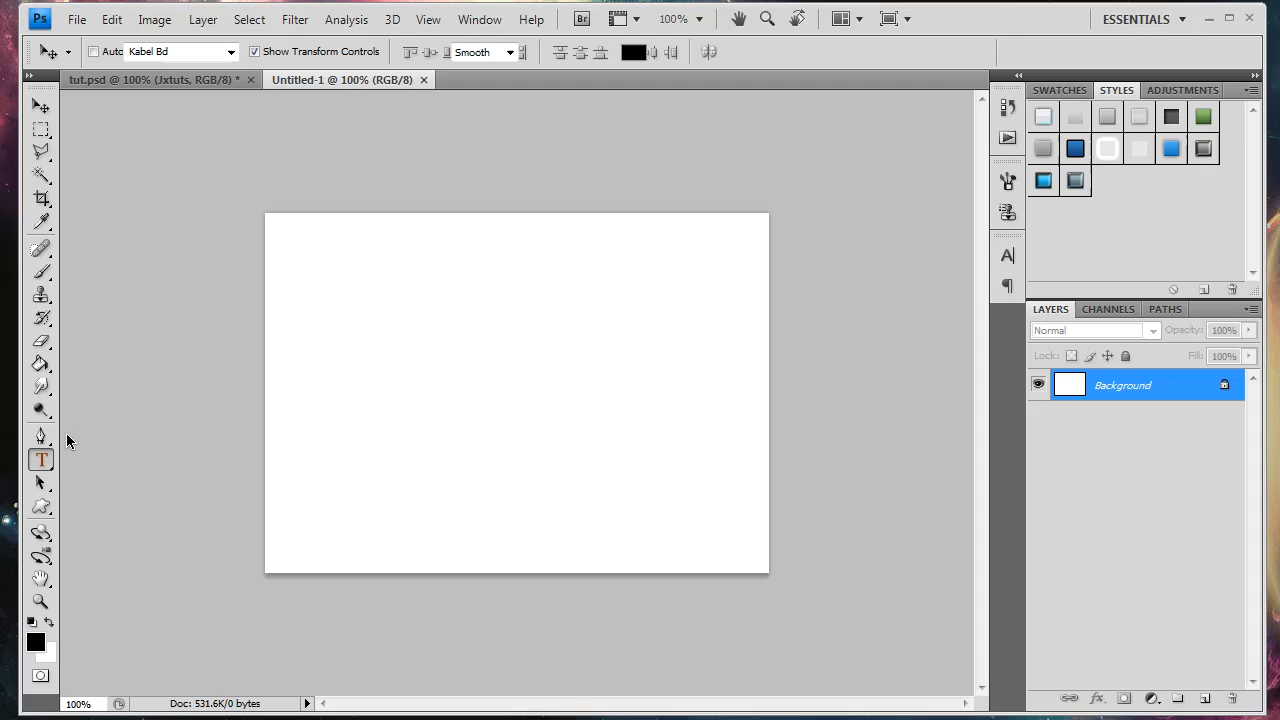 Ps File Edit Image Layer Select Filter Analysis 3D View Window Help Br 100% ESSENTIALS
Auto Kabel Bd Show Transform Controls Smooth
tut.psd @ 100% (Jxtuts, RGB/8) * Untitled-1 @ 100% (RGB/8)
SWATCHES STYLES ADJUSTMENTS
LAYERS CHANNELS PATHS
Normal Opacity: 100%
Lock: Fill: 100%
Background
100% Doc: 531.6K/0 bytes